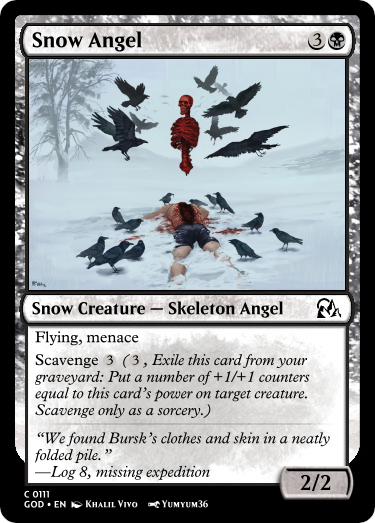 Snow Angel 3
Snow Creature — Skeleton Angel
Flying, menace
Scavenge 3 (3, Exile this card from your
graveyard: Put a number of +1/+1 counters
equal to this card's power on target creature.
Scavenge only as a sorcery.)
“We found Bursk's clothes and skin in a neatly
folded pile.”
—Log 8, missing expedition
2/2
C 0111
GOD • EN Khalil Vivo Yumyum36